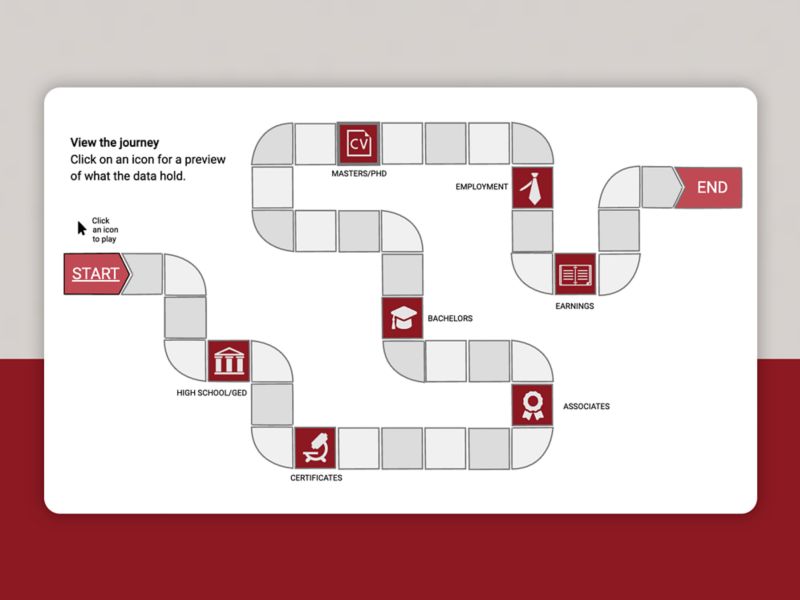 View the journey
Click on an icon for a preview
of what the data hold.
Click
an icon
to play
START
HIGH SCHOOL/GED
CERTIFICATES
ASSOCIATES
BACHELORS
CV
MASTERS/PHD
EMPLOYMENT
EARNINGS
END